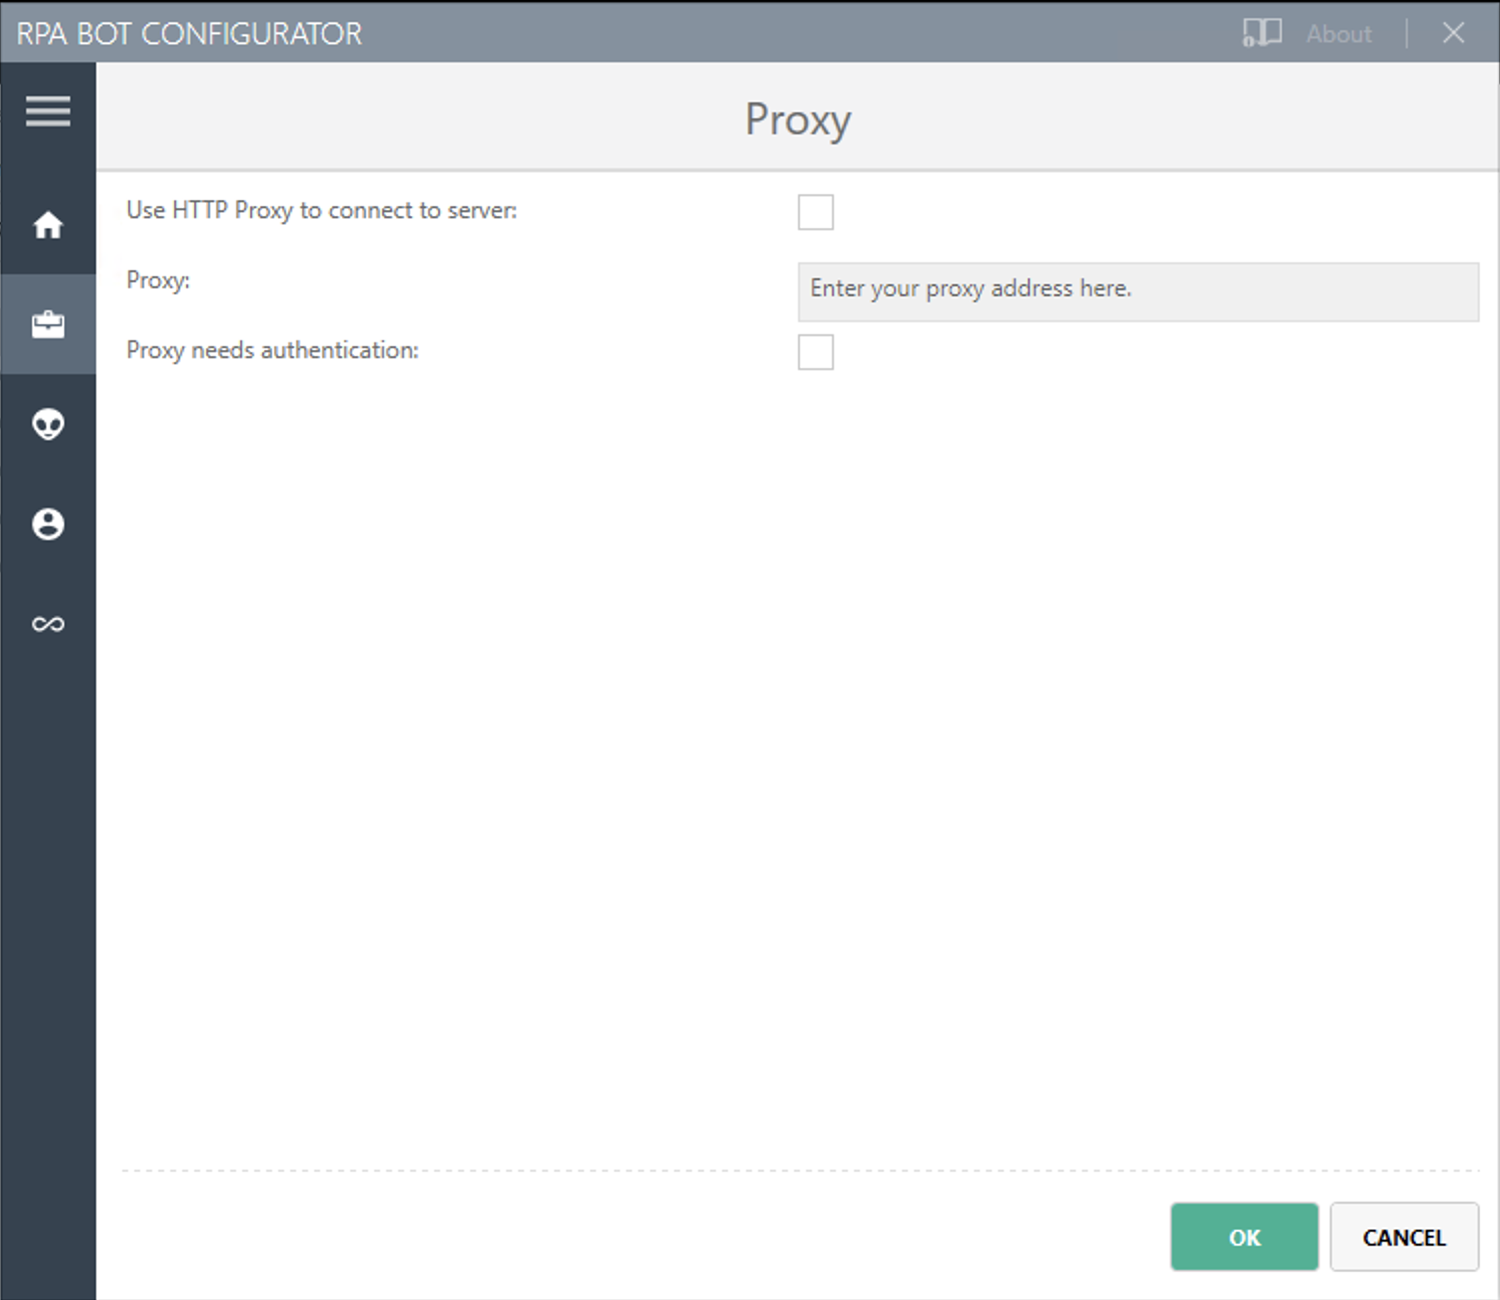 RPA BOT CONFIGURATOR
About
Proxy
Use HTTP Proxy to connect to server:
Proxy:
Enter your proxy address here.
Proxy needs authentication:
OK
CANCEL